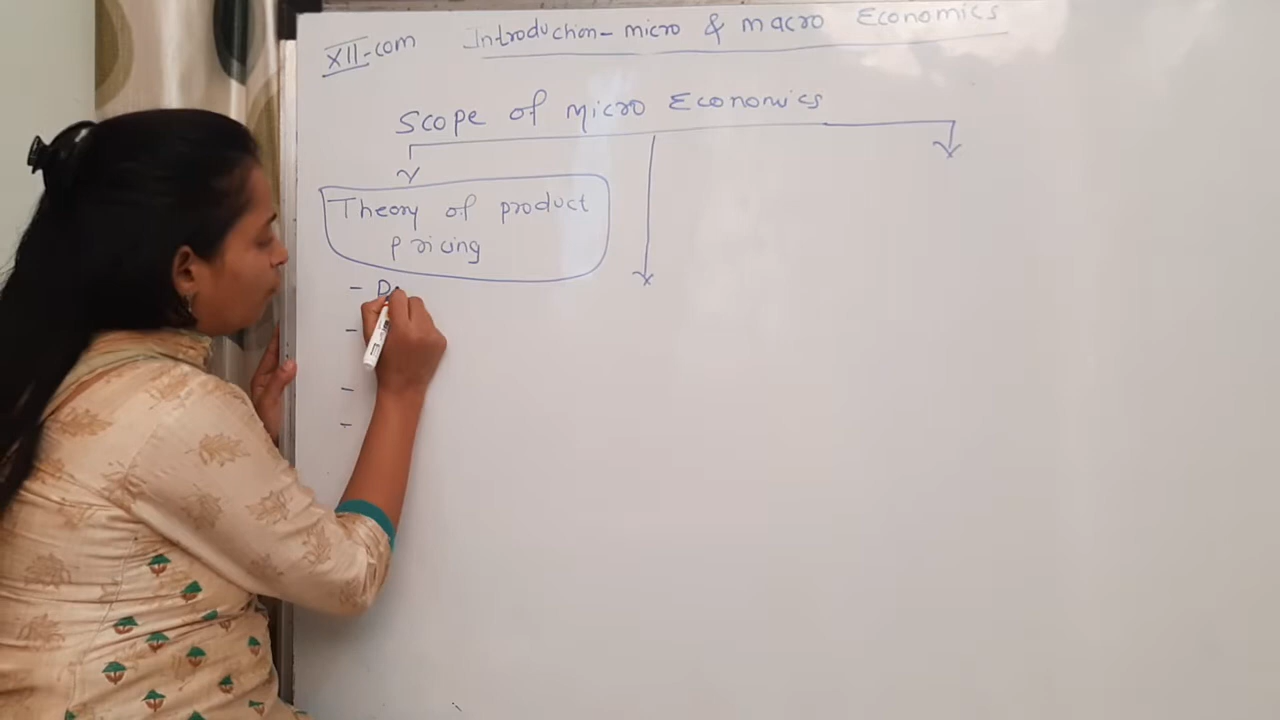 XII-com
Introduction- micro & macro Economics
Scope of micro Economics
Theory of product
pricing
-
-
-
-